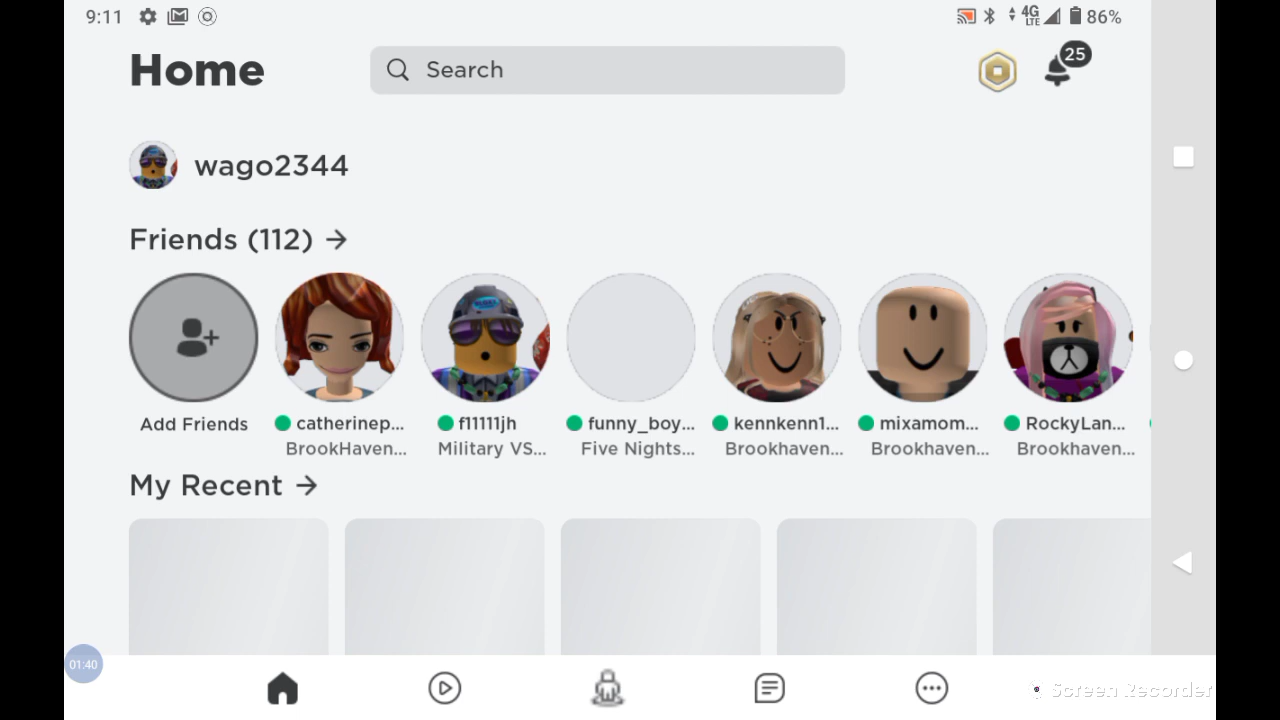 9:11
4G
LTE
86%
Home
Search
25
wago2344
Friends (112)
Add Friends
catherinep...
BrookHaven...
f11111jh
Military VS...
funny_boy...
Five Nights...
kennkenn1...
Brookhaven...
mixamom...
Brookhaven...
RockyLan...
Brookhaven...
My Recent
01:40
Screen Recorder